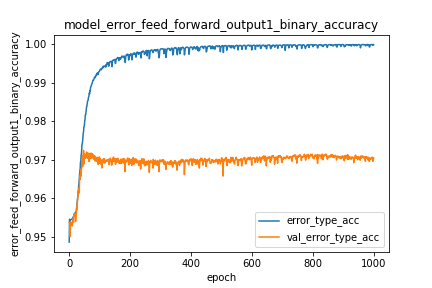 model_error_feed_forward_output1_binary_accuracy
error_feed_forward_output1_binary_accuracy
1.00
0.99
0.98
0.97
0.96
0.95
0
200
400
600
800
1000
epoch
error_type_acc
val_error_type_acc